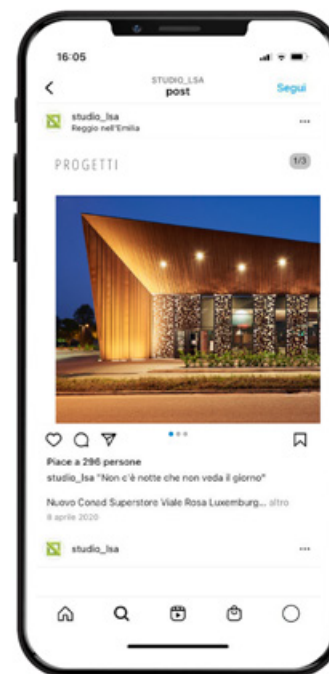 16:05
STUDIO_LSA
post
Segui
studio_lsa
Reggio nell'Emilia
PROGETTI
1/3
Piace a 296 persone
studio_lsa "Non c'è notte che non veda il giorno"
Nuovo Conad Superstore Viale Rosa Luxemburg... altro
8 aprile 2020
studio_lsa